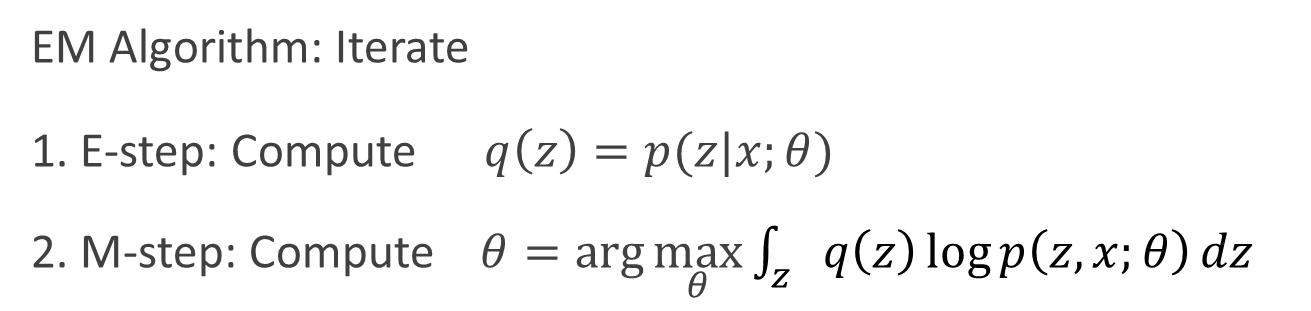 EM Algorithm: Iterate
1. E-step: Compute q(z) = p(z|x; θ)
2. M-step: Compute θ = arg max_θ ∫_z q(z) log p(z, x; θ) dz